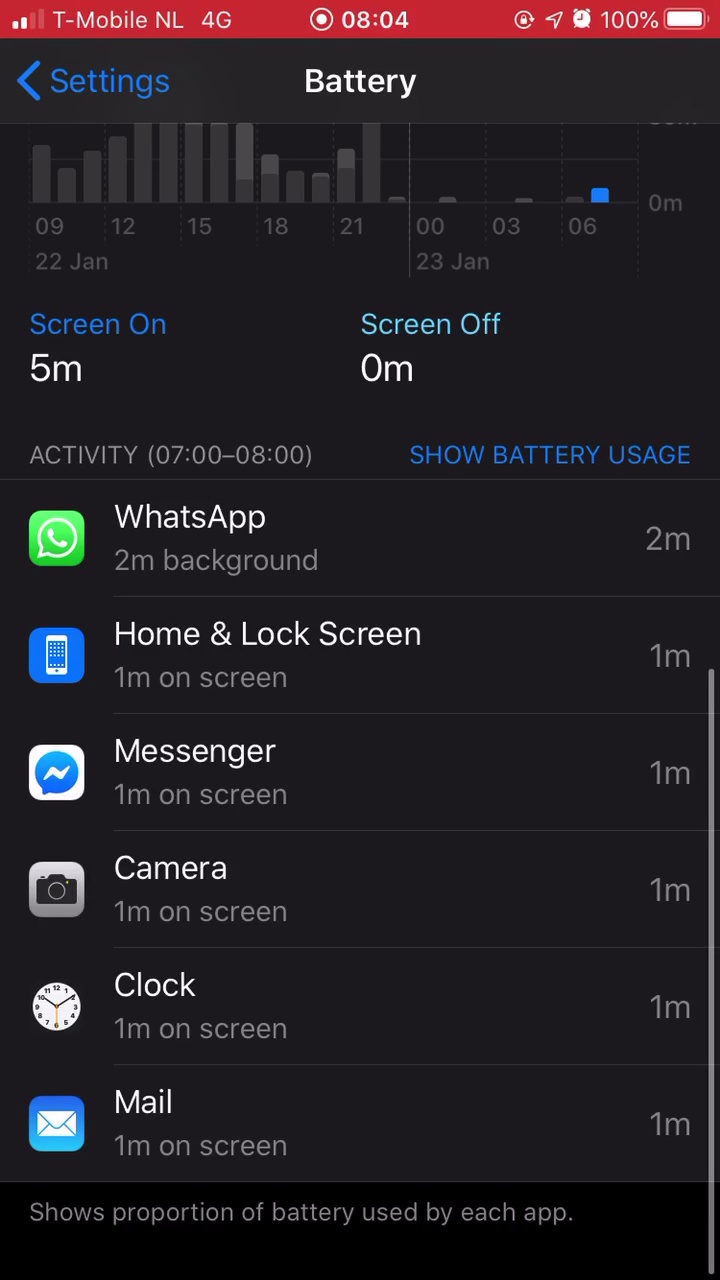 T-Mobile NL 4G 08:04 100%
Settings Battery
0m
09 12 15 18 21 00 03 06
22 Jan 23 Jan
Screen On Screen Off
5m 0m
ACTIVITY (07:00–08:00) SHOW BATTERY USAGE
WhatsApp
2m background 2m
Home & Lock Screen
1m on screen 1m
Messenger
1m on screen 1m
Camera
1m on screen 1m
Clock
1m on screen 1m
Mail
1m on screen 1m
Shows proportion of battery used by each app.